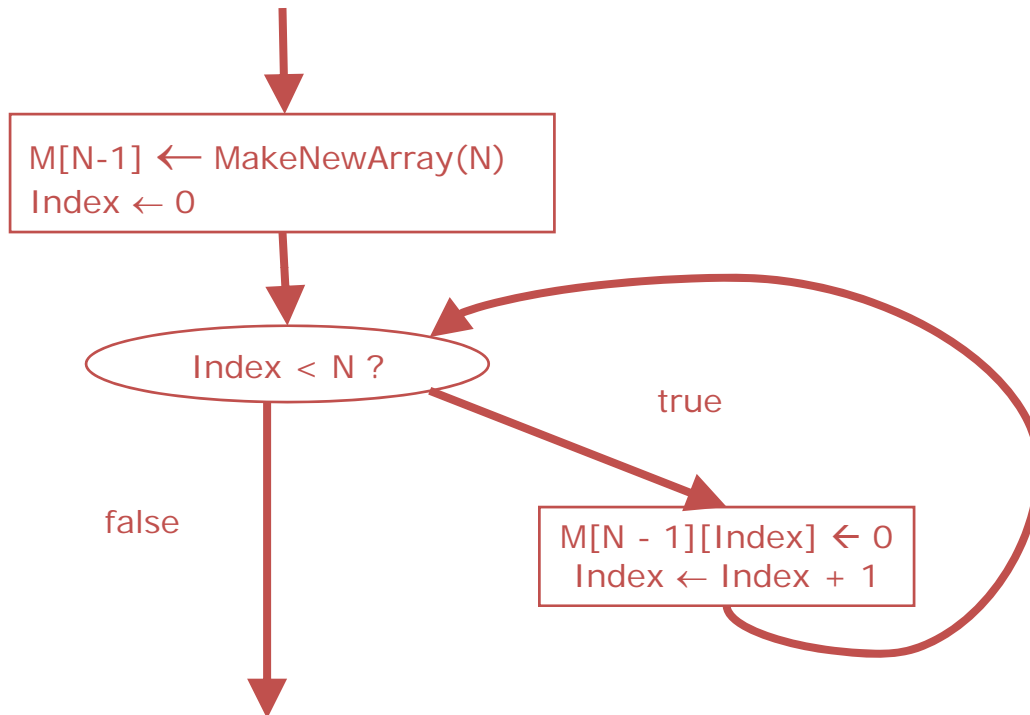 M[N-1] ← MakeNewArray(N)
Index ← 0
Index < N ?
true
false
M[N - 1][Index] ← 0
Index ← Index + 1